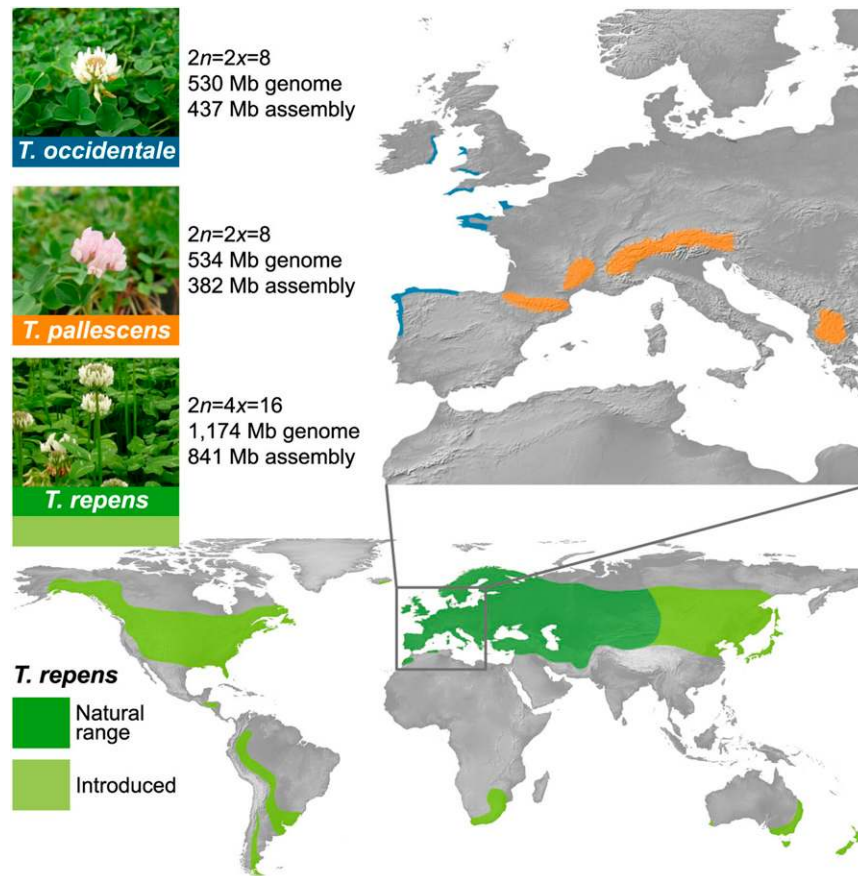 2n=2x=8
530 Mb genome
437 Mb assembly
T. occidentale
2n=2x=8
534 Mb genome
382 Mb assembly
T. pallescens
2n=4x=16
1,174 Mb genome
841 Mb assembly
T. repens
T. repens
Natural
range
Introduced